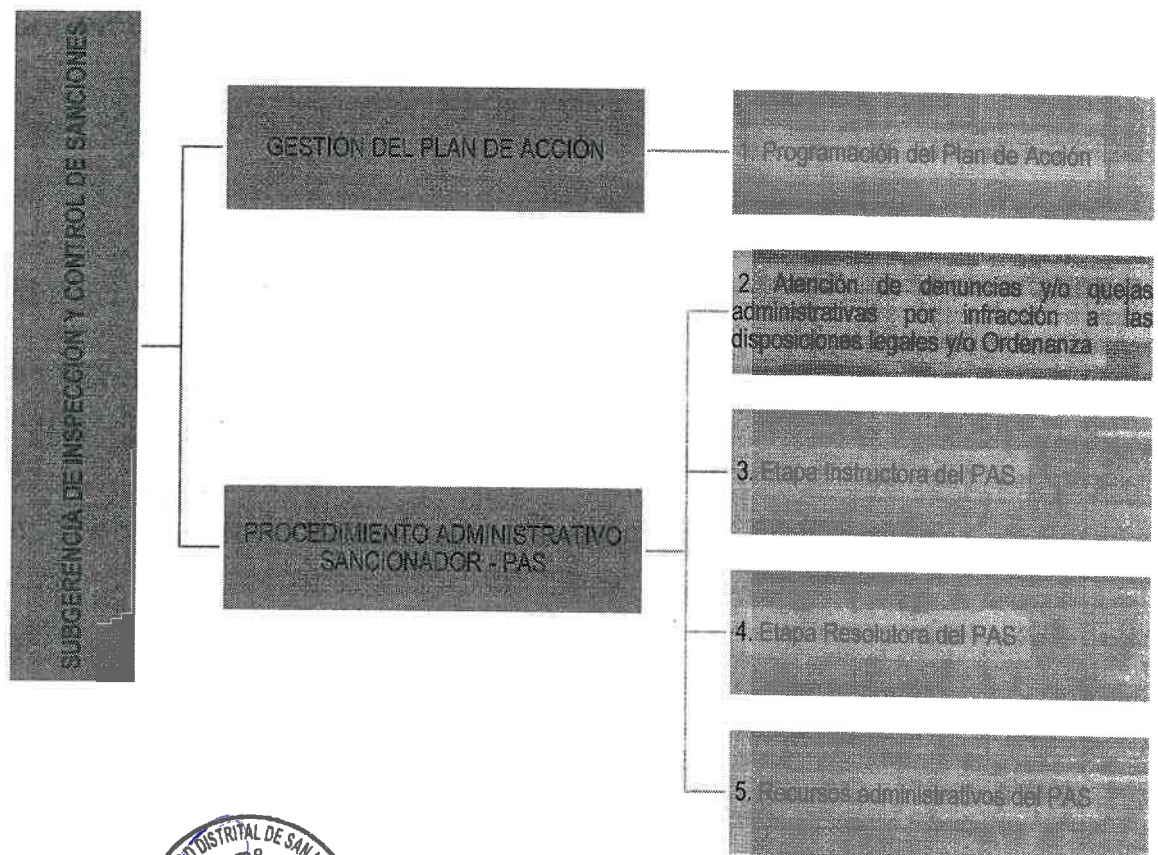 SUBGERENCIA DE INSPECCIÓN Y CONTROL DE SANCIONES
GESTIÓN DEL PLAN DE ACCIÓN
1. Programación del Plan de Acción
2. Atención de denuncias y/o quejas
administrativas por infracción a las
disposiciones legales y/o Ordenanza
3. Etapa Instructora del PAS
PROCEDIMIENTO ADMINISTRATIVO
SANCIONADOR - PAS
4. Etapa Resolutora del PAS
5. Recursos administrativos del PAS
DISTRITAL DE SAN